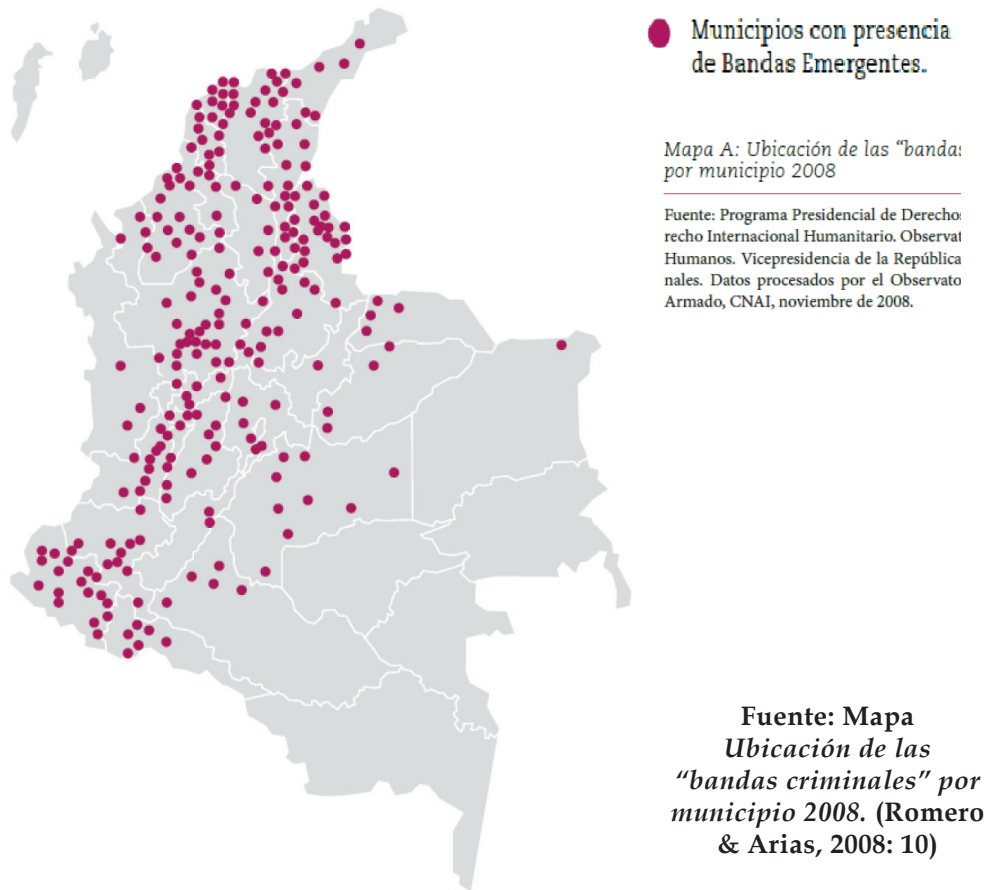 Municipios con presencia
de Bandas Emergentes.
Mapa A: Ubicación de las “bandas
por municipio 2008
Fuente: Programa Presidencial de Derechos
recho Internacional Humanitario. Observat
Humanos. Vicepresidencia de la República
nales. Datos procesados por el Observato
Armado, CNAI, noviembre de 2008.
Fuente: Mapa
Ubicación de las
“bandas criminales” por
municipio 2008. (Romero
& Arias, 2008: 10)